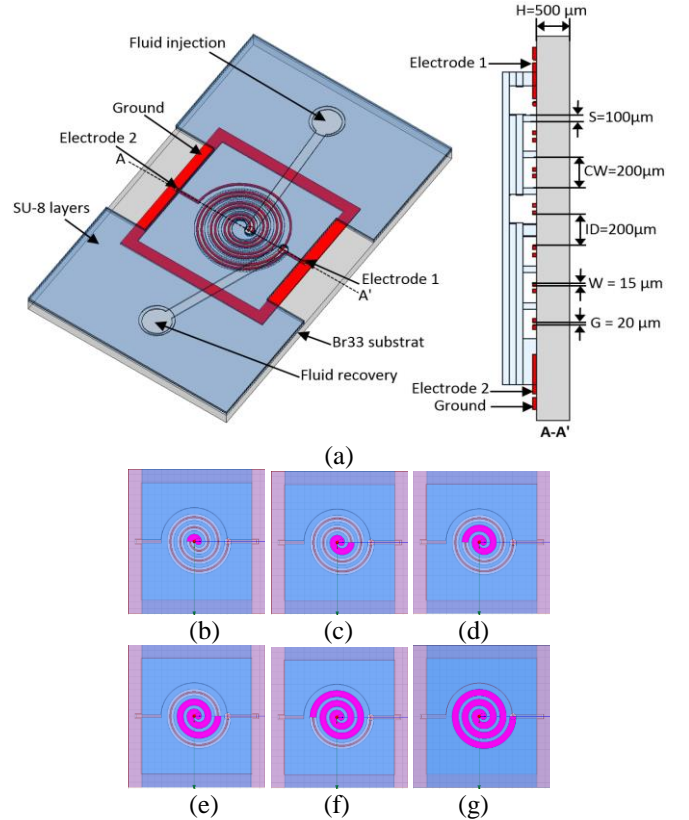 Fluid injection
Ground
Electrode 2
A
SU-8 layers
Electrode 1
A'
Br33 substrat
Fluid recovery
H=500 µm
Electrode 1
S=100µm
CW=200µm
ID=200µm
W = 15 µm
G = 20 µm
Electrode 2
Ground
A-A'
(a)
(b) (c) (d)
(e) (f) (g)